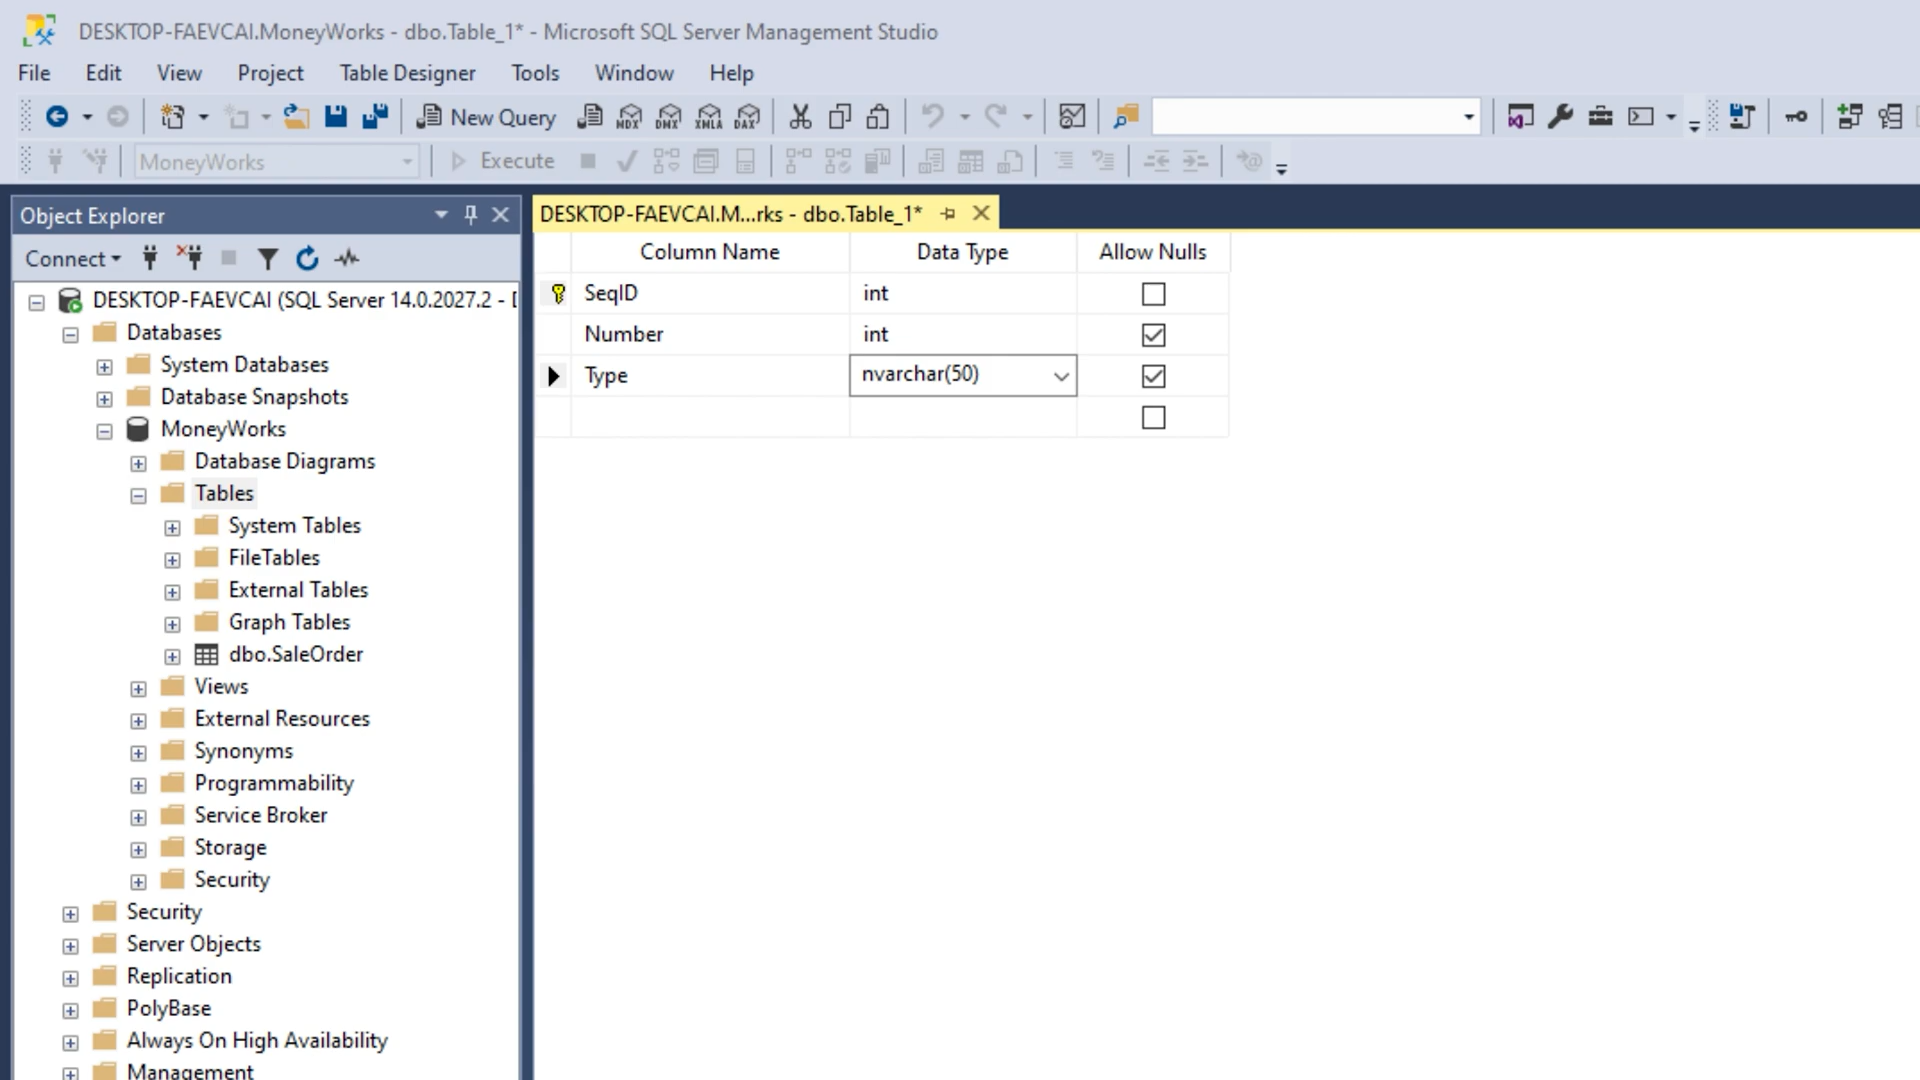 DESKTOP-FAEVCAI.MoneyWorks - dbo.Table_1* - Microsoft SQL Server Management Studio
File Edit View Project Table Designer Tools Window Help
New Query MDX DMX XMLA DAX
MoneyWorks Execute
Object Explorer
DESKTOP-FAEVCAI.M...rks - dbo.Table_1*
Connect
Column Name Data Type Allow Nulls
SeqID int
Number int
Type nvarchar(50)
DESKTOP-FAEVCAI (SQL Server 14.0.2027.2 -
Databases
System Databases
Database Snapshots
MoneyWorks
Database Diagrams
Tables
System Tables
FileTables
External Tables
Graph Tables
dbo.SaleOrder
Views
External Resources
Synonyms
Programmability
Service Broker
Storage
Security
Security
Server Objects
Replication
PolyBase
Always On High Availability
Management